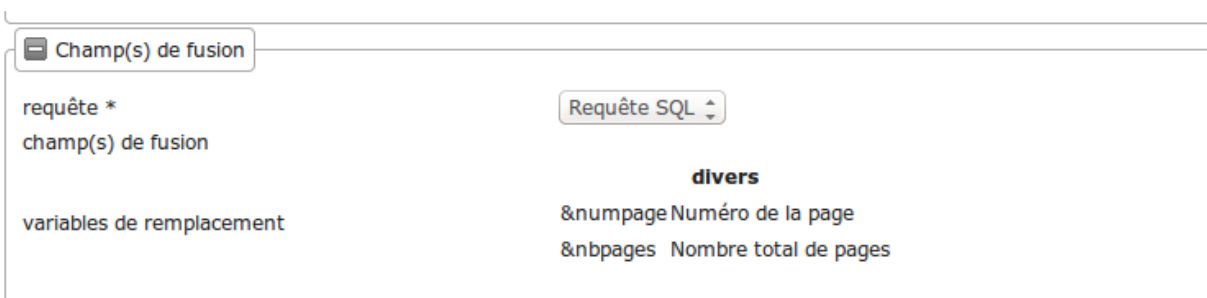 Champ(s) de fusion
requête * Requête SQL
champ(s) de fusion
divers
variables de remplacement
&numpage Numéro de la page
&nbpages Nombre total de pages